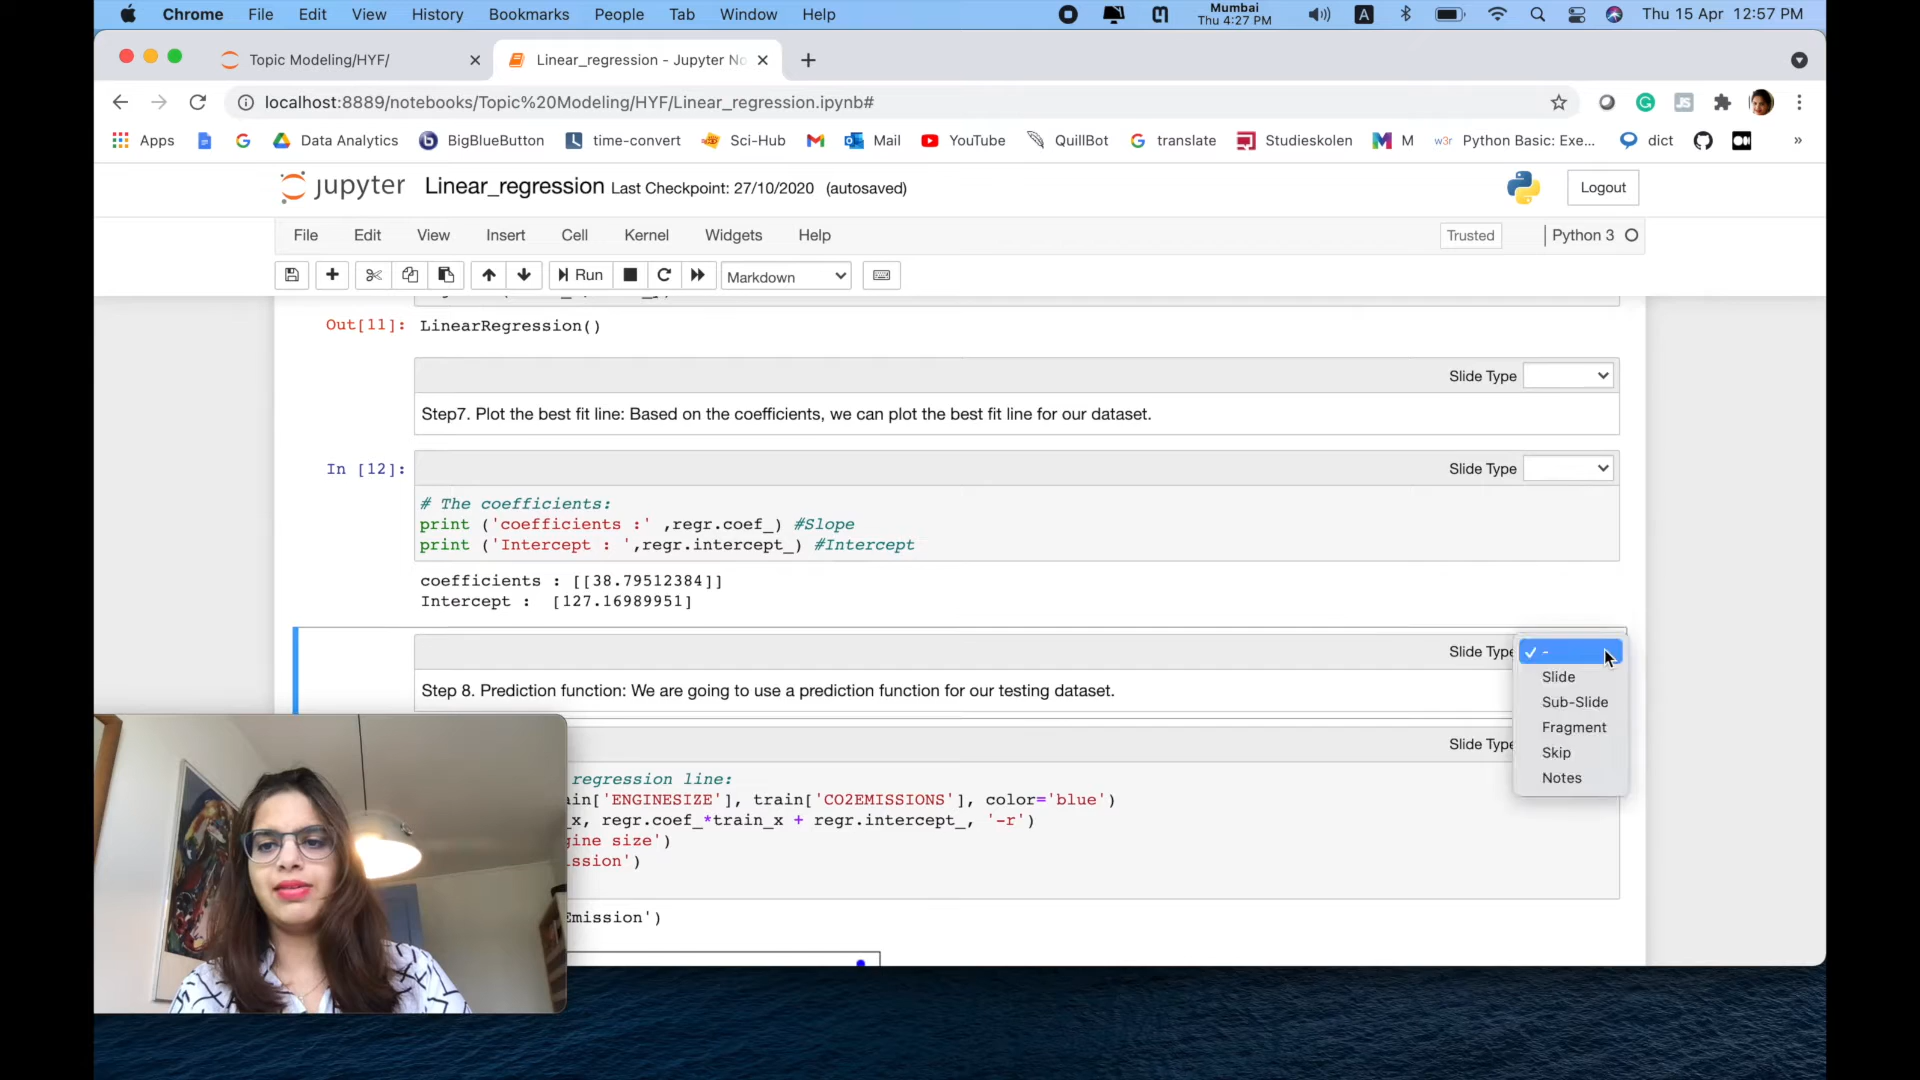 Chrome File Edit View History Bookmarks People Tab Window Help
Mumbai
Thu 4:27 PM
A
Thu 15 Apr 12:57 PM
Topic Modeling/HYF/
Linear_regression - Jupyter No
localhost:8889/notebooks/Topic%20Modeling/HYF/Linear_regression.ipynb#
JS
Apps Data Analytics BigBlueButton time-convert Sci-Hub Mail YouTube QuillBot translate Studieskolen M w3r Python Basic: Exe... dict »
jupyter Linear_regression Last Checkpoint: 27/10/2020 (autosaved)
Logout
File Edit View Insert Cell Kernel Widgets Help
Trusted
Python 3
Run
Markdown
Out[11]: LinearRegression()
Slide Type
Step7. Plot the best fit line: Based on the coefficients, we can plot the best fit line for our dataset.
In [12]:
Slide Type
# The coefficients:
print ('coefficients :' ,regr.coef_) #Slope
print ('Intercept : ',regr.intercept_) #Intercept
coefficients : [[38.79512384]]
Intercept : [127.16989951]
Slide Type
-
Slide
Sub-Slide
Fragment
Skip
Notes
Step 8. Prediction function: We are going to use a prediction function for our testing dataset.
Slide Type
regression line:
ain['ENGINESIZE'], train['CO2EMISSIONS'], color='blue')
_x, regr.coef_*train_x + regr.intercept_, '-r')
gine size')
ission')
Emission')